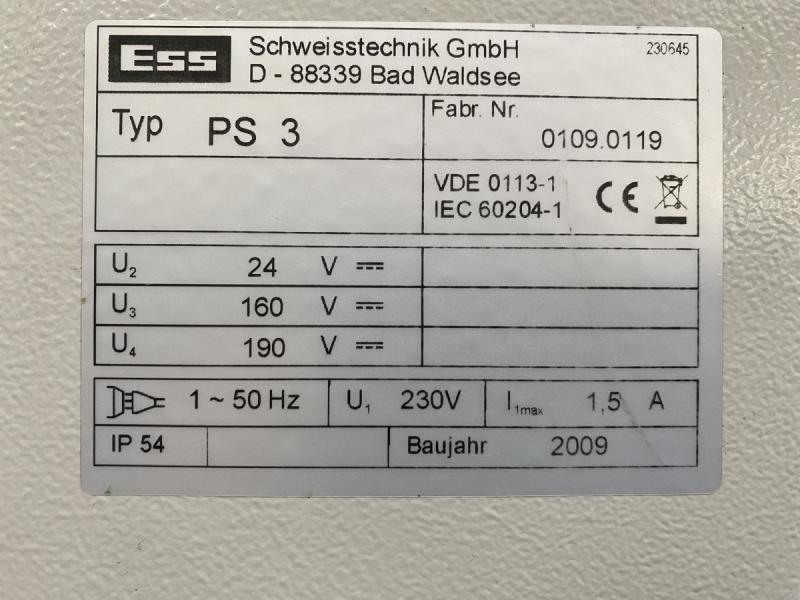 Ess Schweisstechnik GmbH 230645
D - 88339 Bad Waldsee
Typ PS 3
Fabr. Nr.
0109.0119
VDE 0113-1
IEC 60204-1 CE
U₂ 24 V
U₃ 160 V
U₄ 190 V
1 ~ 50 Hz U₁ 230V I₁max 1,5 A
IP 54 Baujahr 2009